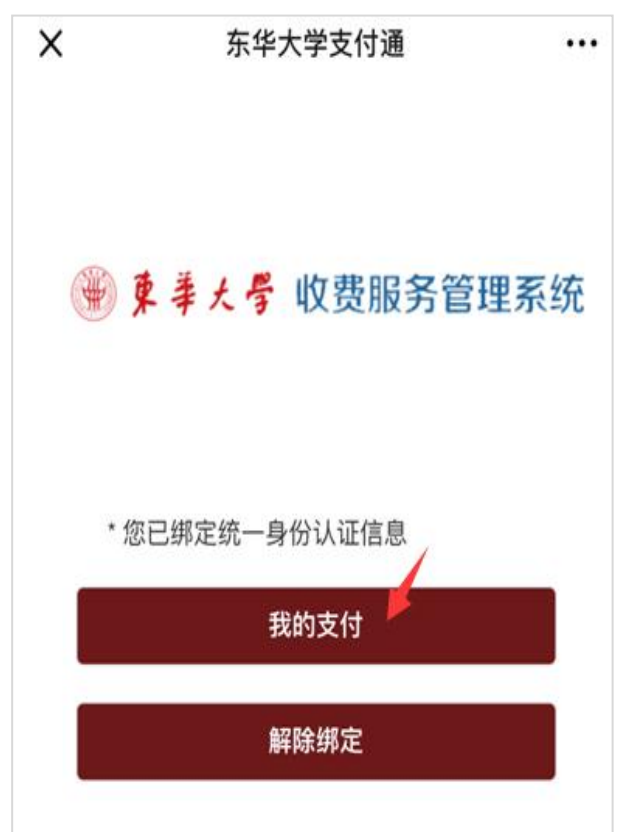 东华大学支付通
東華大學 收费服务管理系统
* 您已绑定统一身份认证信息
我的支付
解除绑定